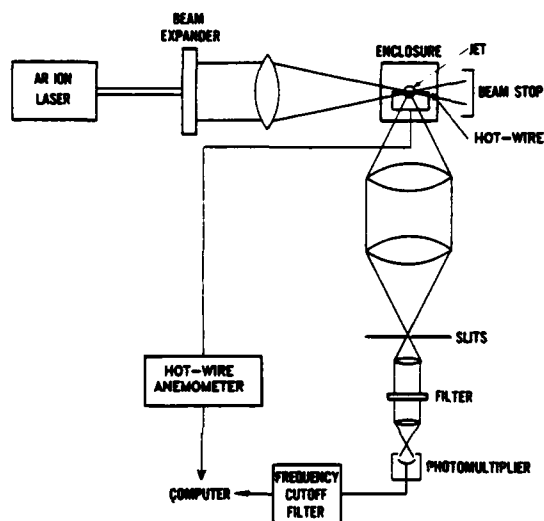 BEAM
EXPANDER
AR ION
LASER
ENCLOSURE
JET
BEAM STOP
HOT-WIRE
SLITS
HOT-WIRE
ANEMOMETER
FILTER
PHOTOMULTIPLIER
COMPUTER
FREQUENCY
CUTOFF
FILTER